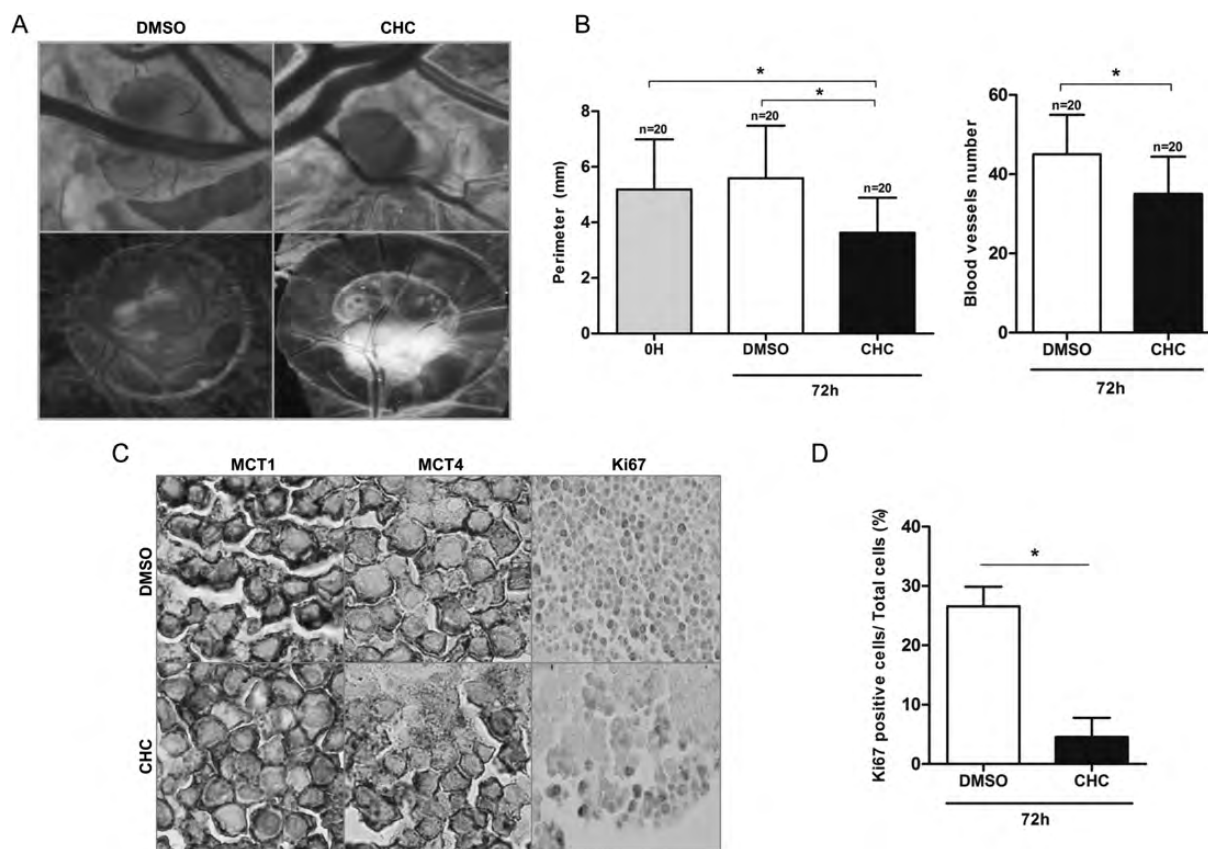 A
DMSO
CHC
B
*
*
n=20
n=20
n=20
Perimeter (mm)
8
6
4
2
0
0H
DMSO
CHC
72h
*
n=20
n=20
Blood vessels number
60
40
20
0
DMSO
CHC
72h
C
MCT1
MCT4
Ki67
DMSO
CHC
D
*
Ki67 positive cells/ Total cells (%)
40
30
20
10
0
DMSO
CHC
72h